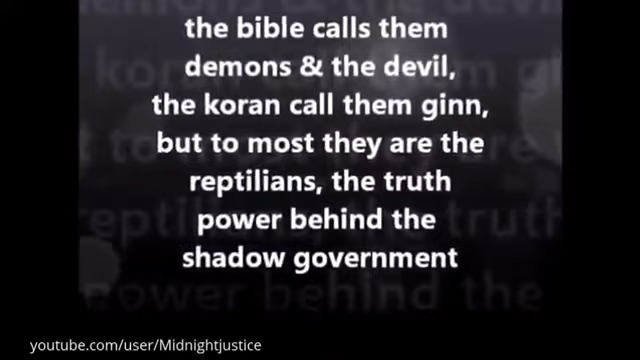 the bible calls them
demons & the devil,
the koran call them ginn,
but to most they are the
reptilians, the truth
power behind the
shadow government
youtube.com/user/Midnightjustice